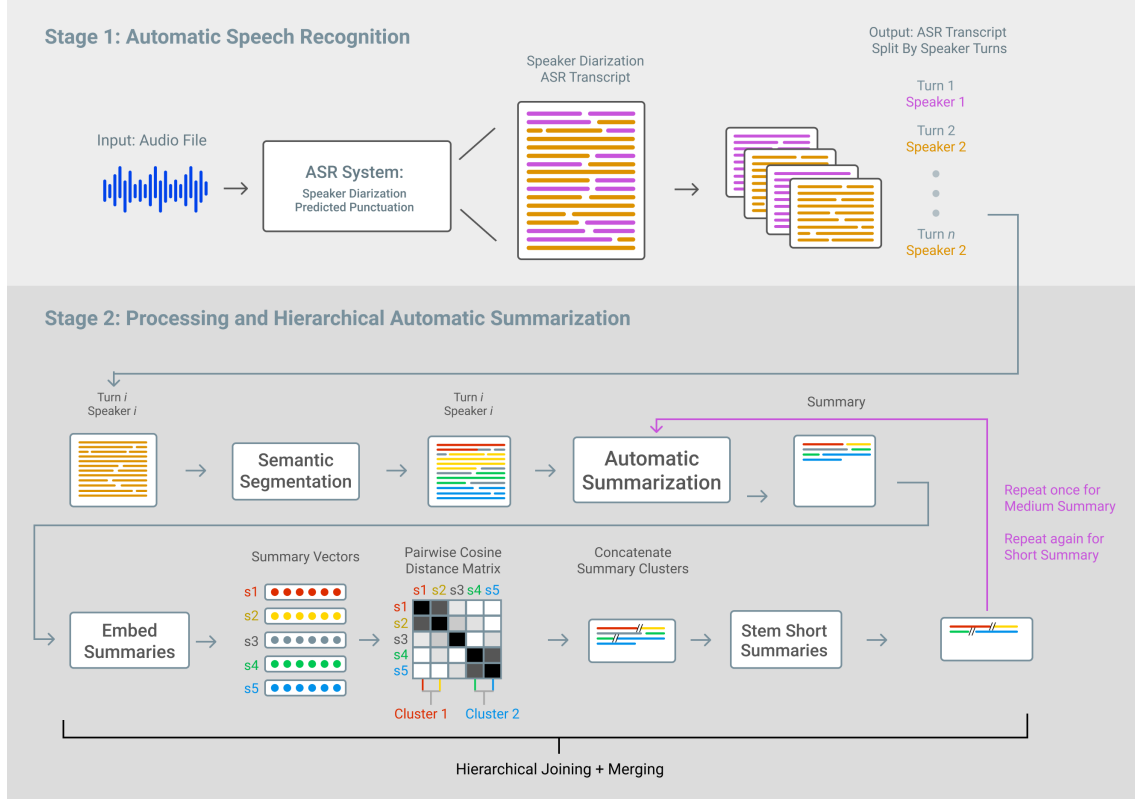 Stage 1: Automatic Speech Recognition
Output: ASR Transcript
Split By Speaker Turns
Speaker Diarization
ASR Transcript
Turn 1
Speaker 1
Input: Audio File
Turn 2
Speaker 2
ASR System:
Speaker Diarization
Predicted Punctuation
Turn n
Speaker 2
Stage 2: Processing and Hierarchical Automatic Summarization
Turn i
Speaker i
Turn i
Speaker i
Summary
Semantic
Segmentation
Automatic
Summarization
Repeat once for
Medium Summary
Repeat again for
Short Summary
Summary Vectors
Pairwise Cosine
Distance Matrix
Concatenate
Summary Clusters
s1 s2 s3 s4 s5
Embed
Summaries
s1
s2
s3
s4
s5
s1
s2
s3
s4
s5
Stem Short
Summaries
Cluster 1
Cluster 2
Hierarchical Joining + Merging